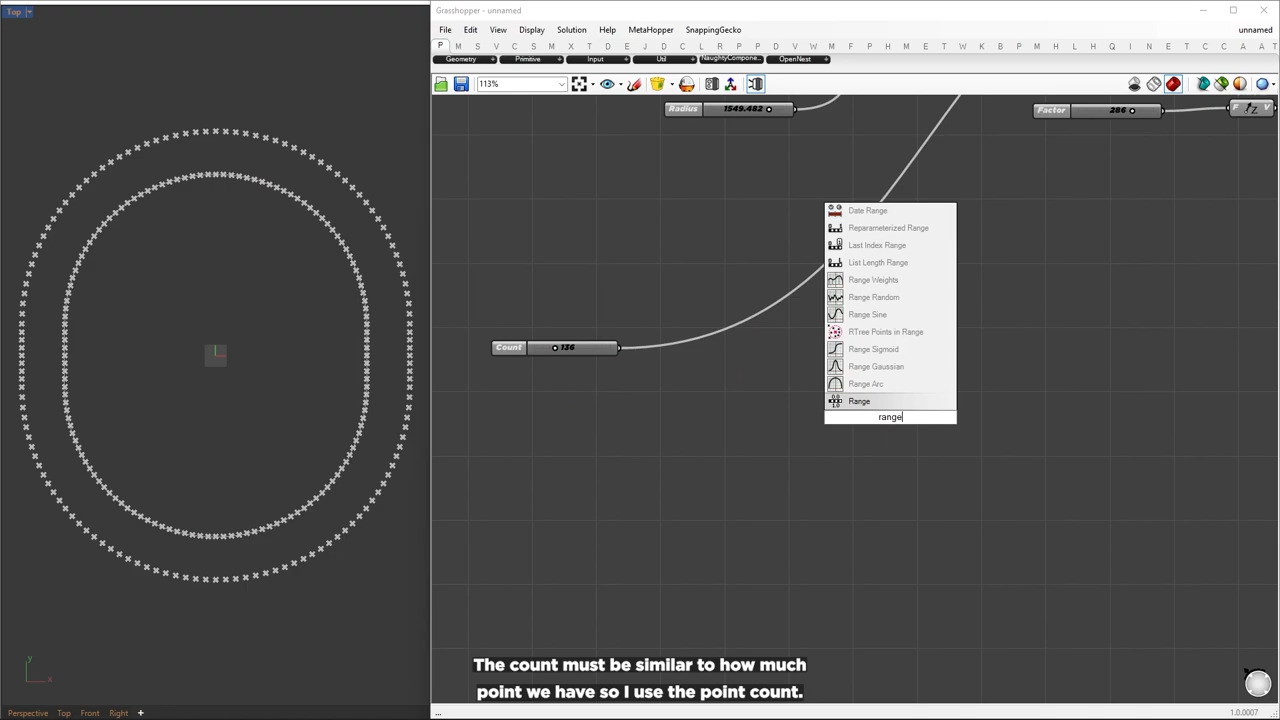 Top
Grasshopper - unnamed
File Edit View Display Solution Help MetaHopper SnappingGecko unnamed
Geometry Primitive Input Util NaughtyCompone.. OpenNest
113%
Radius 1549.482
Factor 286
F V
Date Range
Reparameterized Range
Last Index Range
List Length Range
Range Weights
Range Random
Range Sine
RTree Points in Range
Range Sigmoid
Range Gaussian
Range Arc
Range
range
Count 136
The count must be similar to how much
point we have so I use the point count.
y
x
Perspective Top Front Right
... 1.0.0007